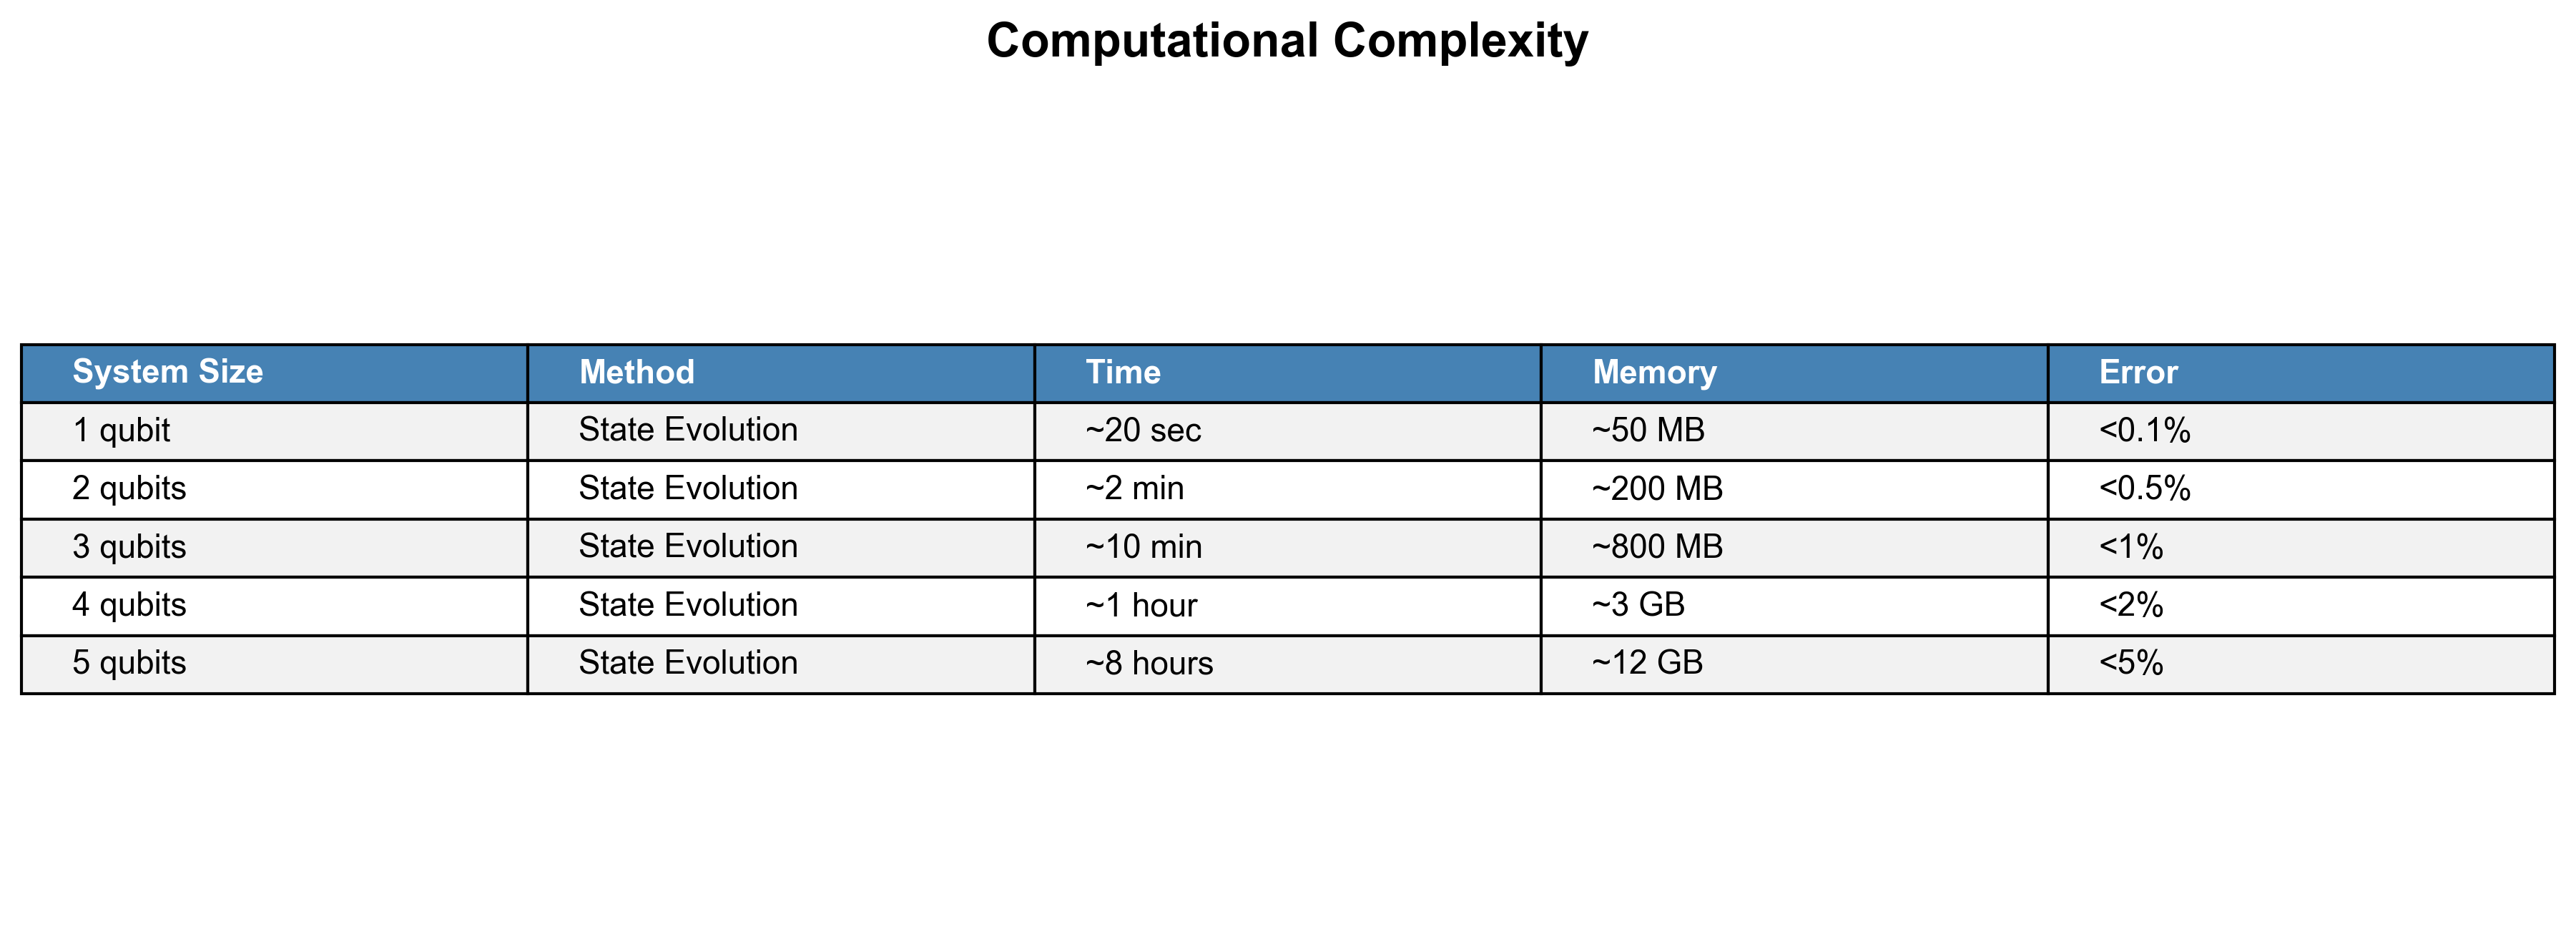 Computational Complexity
System Size Method Time Memory Error
1 qubit State Evolution ~20 sec ~50 MB <0.1%
2 qubits State Evolution ~2 min ~200 MB <0.5%
3 qubits State Evolution ~10 min ~800 MB <1%
4 qubits State Evolution ~1 hour ~3 GB <2%
5 qubits State Evolution ~8 hours ~12 GB <5%